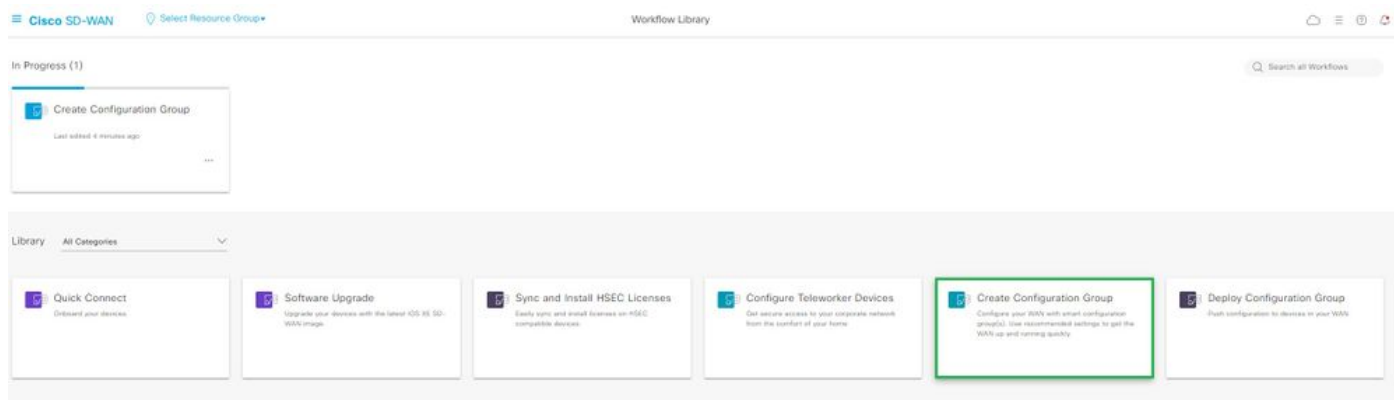 Cisco SD-WAN
Select Resource Group
Workflow Library
In Progress (1)
Search all Workflows
Create Configuration Group
Last edited 4 minutes ago
...
Library
All Categories
Quick Connect
Onboard your devices
Software Upgrade
Upgrade your devices with the latest IOS XE SD-
WAN image.
Sync and Install HSEC Licenses
Easily sync and install licenses on HSEC
compatible devices
Configure Teleworker Devices
Get secure access to your corporate network
from the comfort of your home
Create Configuration Group
Configure your WAN with smart configuration
group(s). Use recommended settings to get the
WAN up and running quickly
Deploy Configuration Group
Push configuration to devices in your WAN